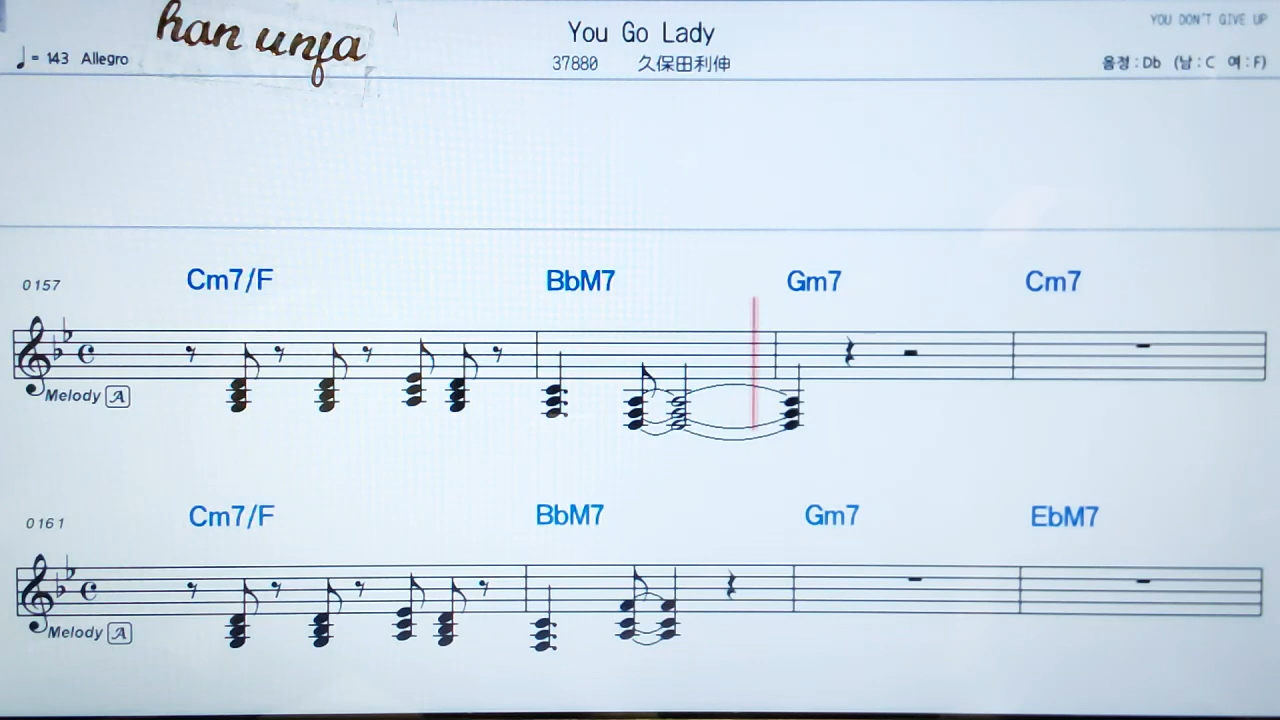 han unfa
You Go Lady
YOU DON'T GIVE UP
♩= 143 Allegro
37880 久保田利伸
음정 : Db (남 : C 여 : F)
0157 Cm7/F BbM7 Gm7 Cm7
Melody A
0161 Cm7/F BbM7 Gm7 EbM7
Melody A